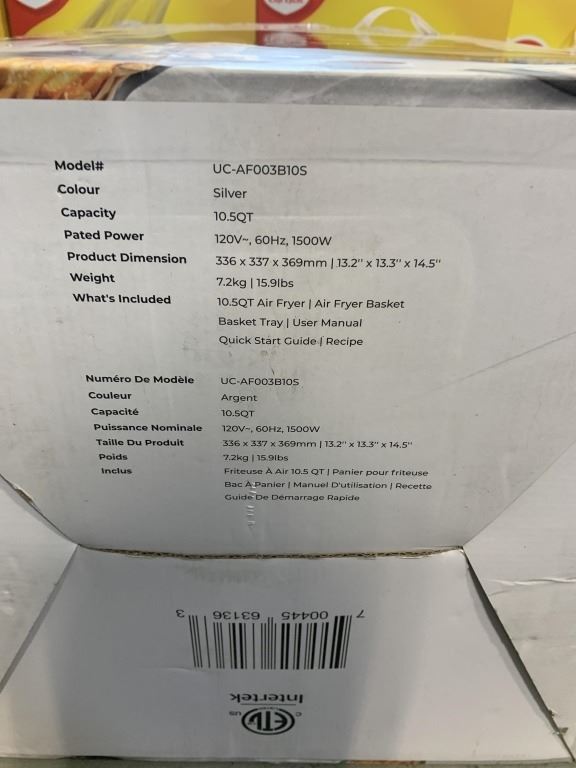 Model# UC-AF003B10S
Colour Silver
Capacity 10.5QT
Pated Power 120V~, 60Hz, 1500W
Product Dimension 336 x 337 x 369mm | 13.2" x 13.3" x 14.5"
Weight 7.2kg | 15.9lbs
What's Included 10.5QT Air Fryer | Air Fryer Basket
Basket Tray | User Manual
Quick Start Guide | Recipe
Numéro De Modèle UC-AF003B10S
Couleur Argent
Capacité 10.5QT
Puissance Nominale 120V~, 60Hz, 1500W
Taille Du Produit 336 x 337 x 369mm | 13.2" x 13.3" x 14.5"
Poids 7.2kg | 15.9lbs
Inclus Friteuse À Air 10.5 QT | Panier pour friteuse
Bac À Panier | Manuel D'utilisation | Recette
Guide De Démarrage Rapide
7 00445 63136 3
Intertek
C ETL US